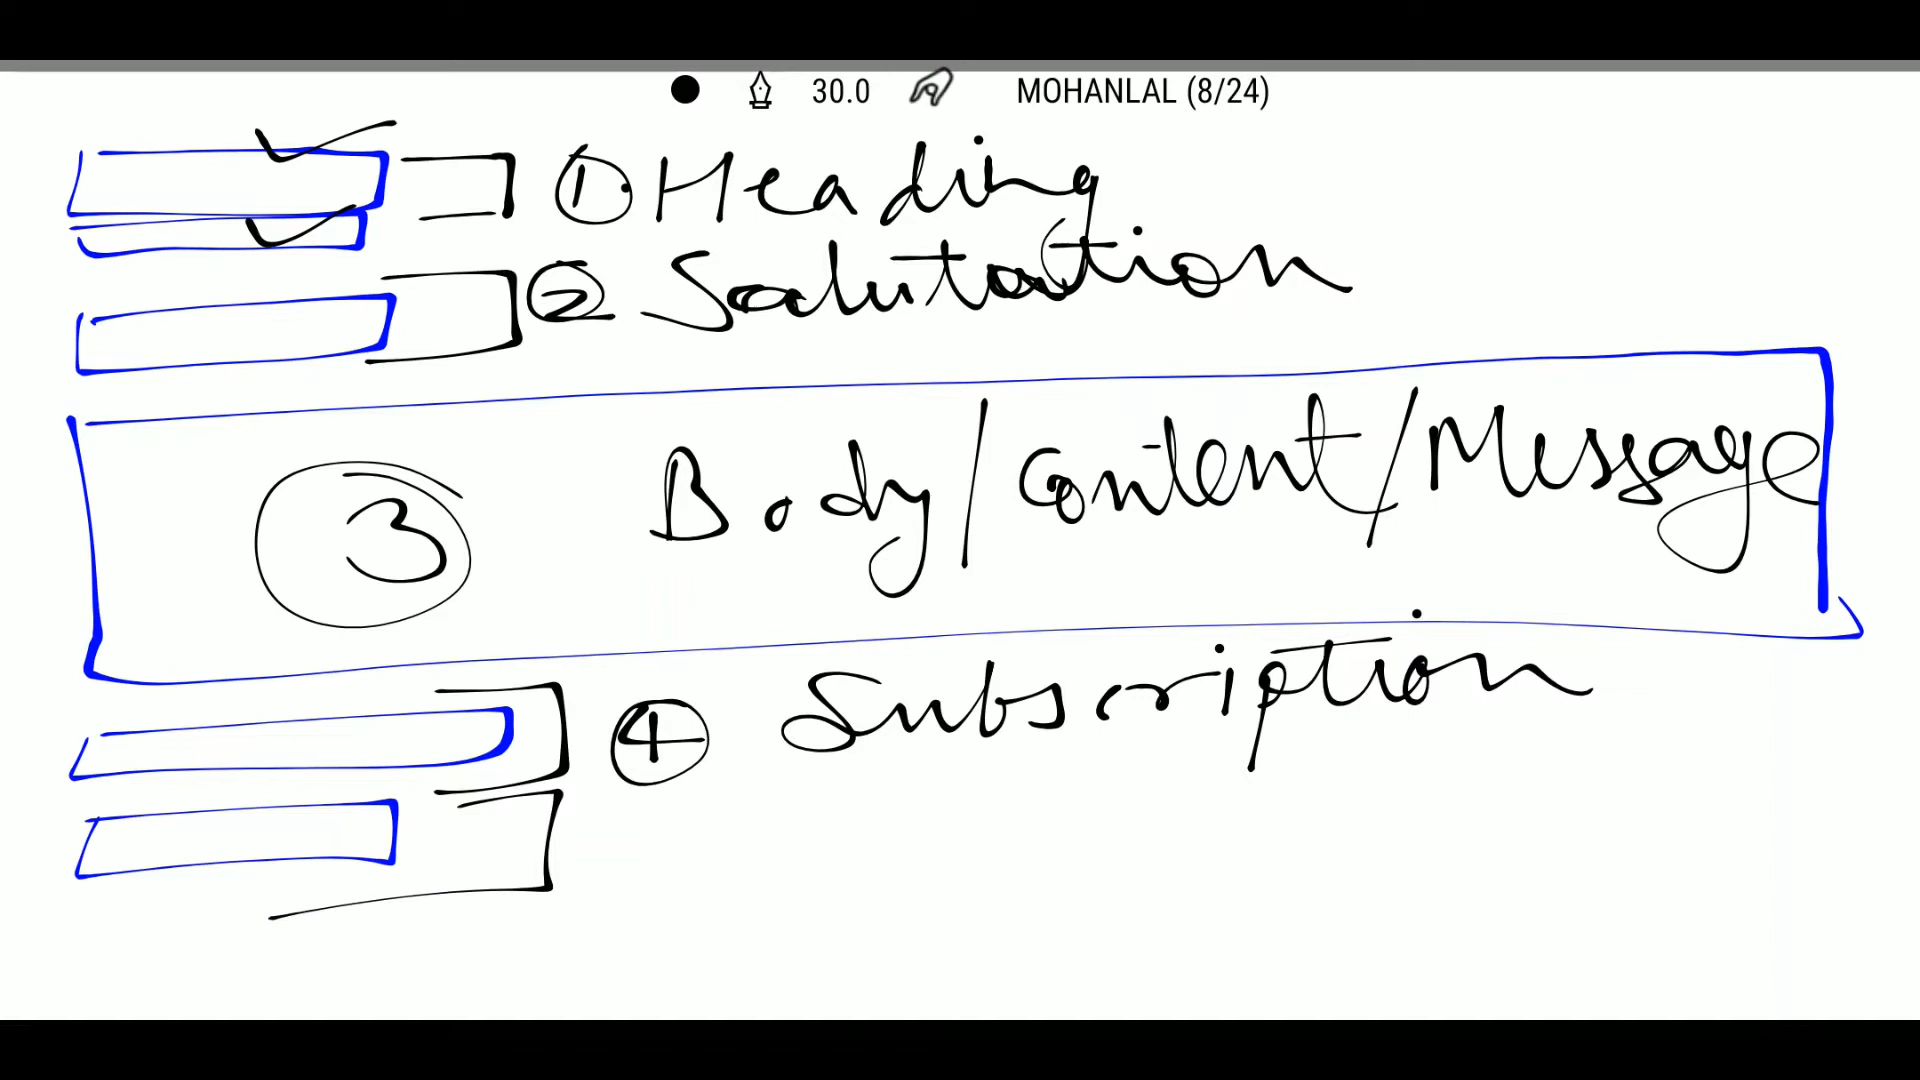 30.0 MOHANLAL (8/24)
1. Heading
2 Salutation
3 Body/Content/Message
4 Subscription